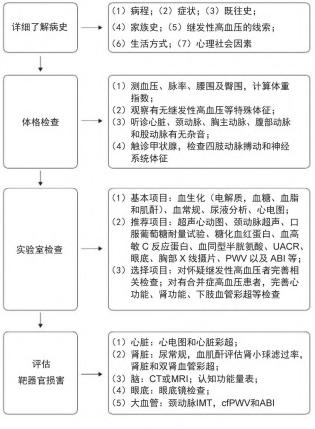 详细了解病史
（1）病程；（2）症状；（3）既往史；
（4）家族史；（5）继发性高血压的线索；
（6）生活方式；（7）心理社会因素
体格检查
（1）测血压、脉率、腰围及臀围，计算体重
指数；
（2）观察有无继发性高血压等特殊体征；
（3）听诊心脏、颈动脉、胸主动脉、腹部动脉
和股动脉有无杂音；
（4）触诊甲状腺，检查四肢动脉搏动和神经
系统体征
实验室检查
（1）基本项目：血生化（电解质，血糖、血脂
和肌酐）、血常规、尿液分析、心电图；
（2）推荐项目：超声心动图、颈动脉超声、口
服葡萄糖耐量试验、糖化血红蛋白、血高
敏 C 反应蛋白、血同型半胱氨酸、UACR、
眼底、胸部 X 线摄片、PWV 以及 ABI 等；
（3）选择项目：对怀疑继发性高血压者完善相
关检查；对有合并症高血压患者，完善心
功能、肾功能、下肢血管彩超等检查
评估
靶器官损害
（1）心脏：心电图和心脏彩超；
（2）肾脏：尿常规，血肌酐评估肾小球滤过率，
肾脏和双肾血管彩超；
（3）脑：CT或MRI；认知功能量表；
（4）眼底：眼底镜检查；
（5）大血管：颈动脉IMT，cfPWV和ABI